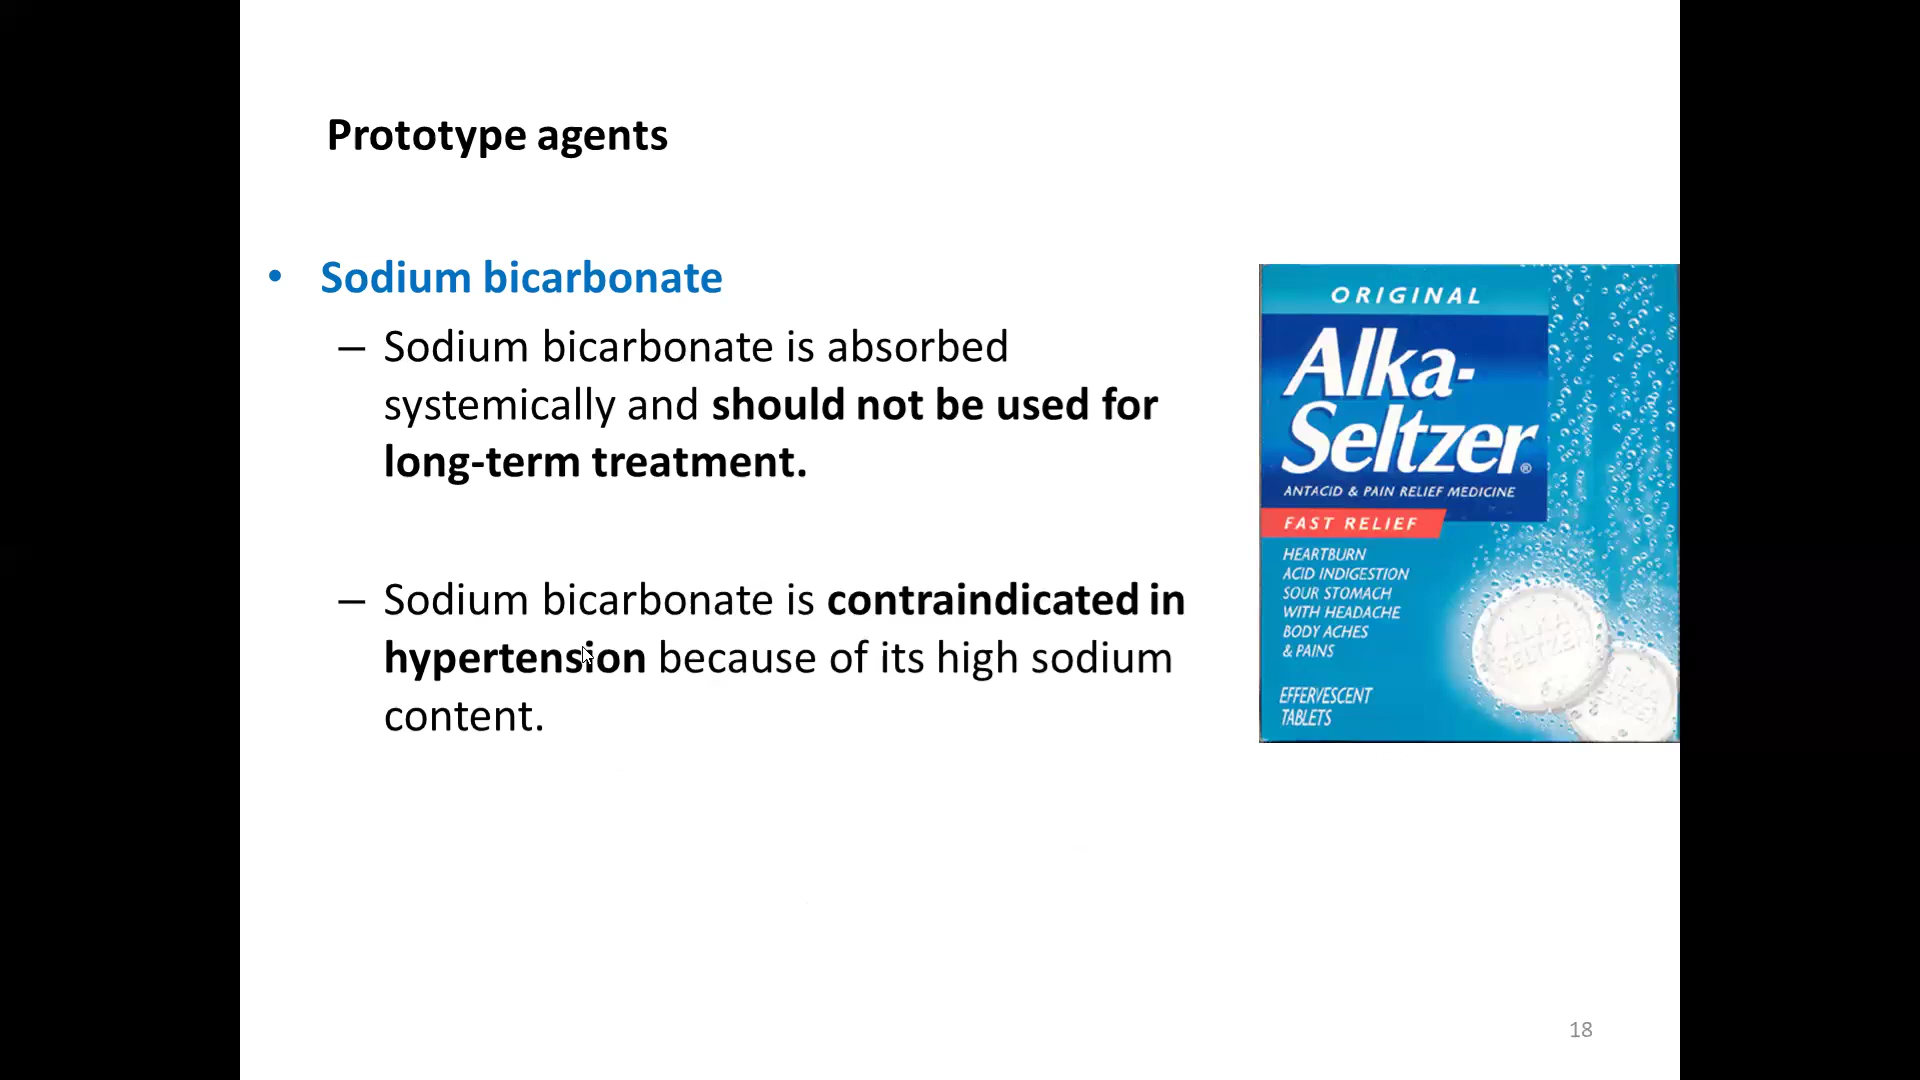 Prototype agents
• Sodium bicarbonate
– Sodium bicarbonate is absorbed
systemically and should not be used for
long-term treatment.
– Sodium bicarbonate is contraindicated in
hypertension because of its high sodium
content.
ORIGINAL
Alka-
Seltzer®
ANTACID & PAIN RELIEF MEDICINE
FAST RELIEF
HEARTBURN
ACID INDIGESTION
SOUR STOMACH
WITH HEADACHE
BODY ACHES
& PAINS
EFFERVESCENT
TABLETS
ALKA
SELTZER
18